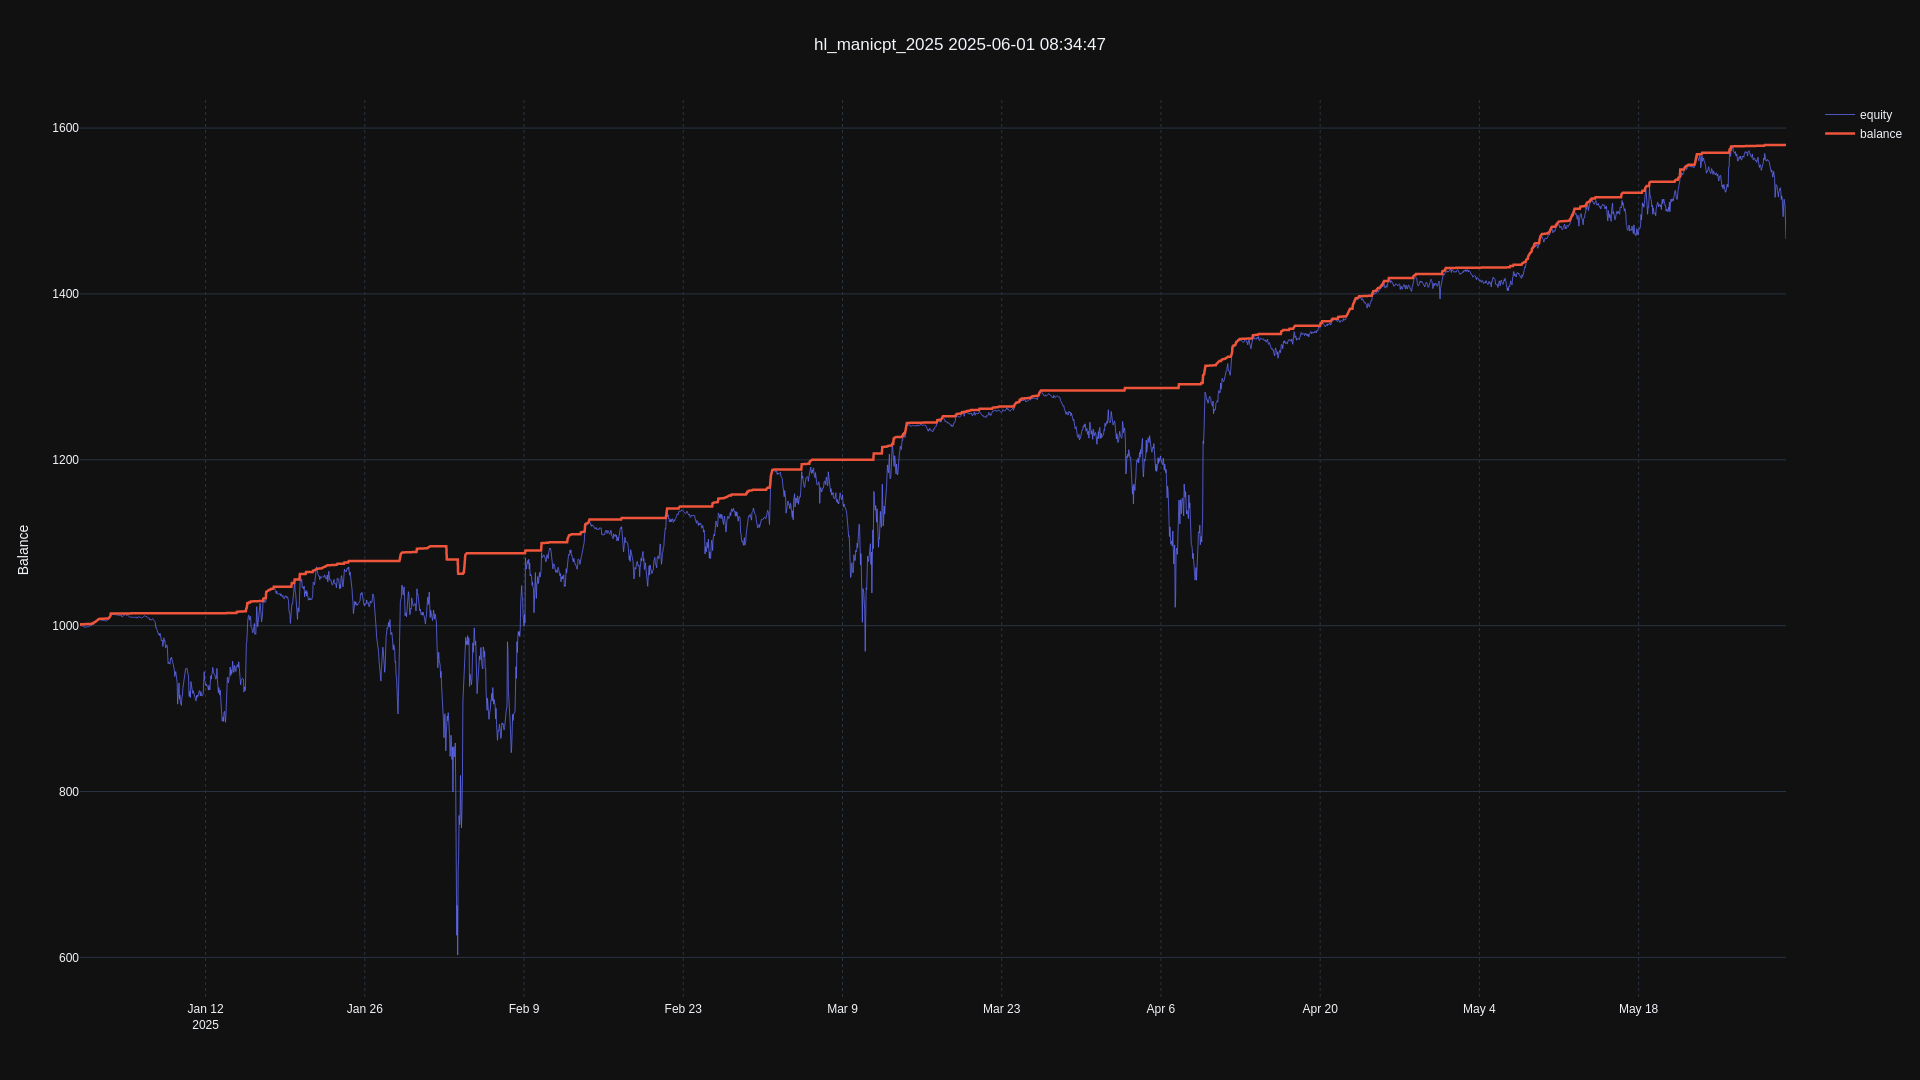 hl_manicpt_2025 2025-06-01 08:34:47
equity
balance
1600
1400
1200
1000
800
600
Balance
Jan 12
2025
Jan 26
Feb 9
Feb 23
Mar 9
Mar 23
Apr 6
Apr 20
May 4
May 18